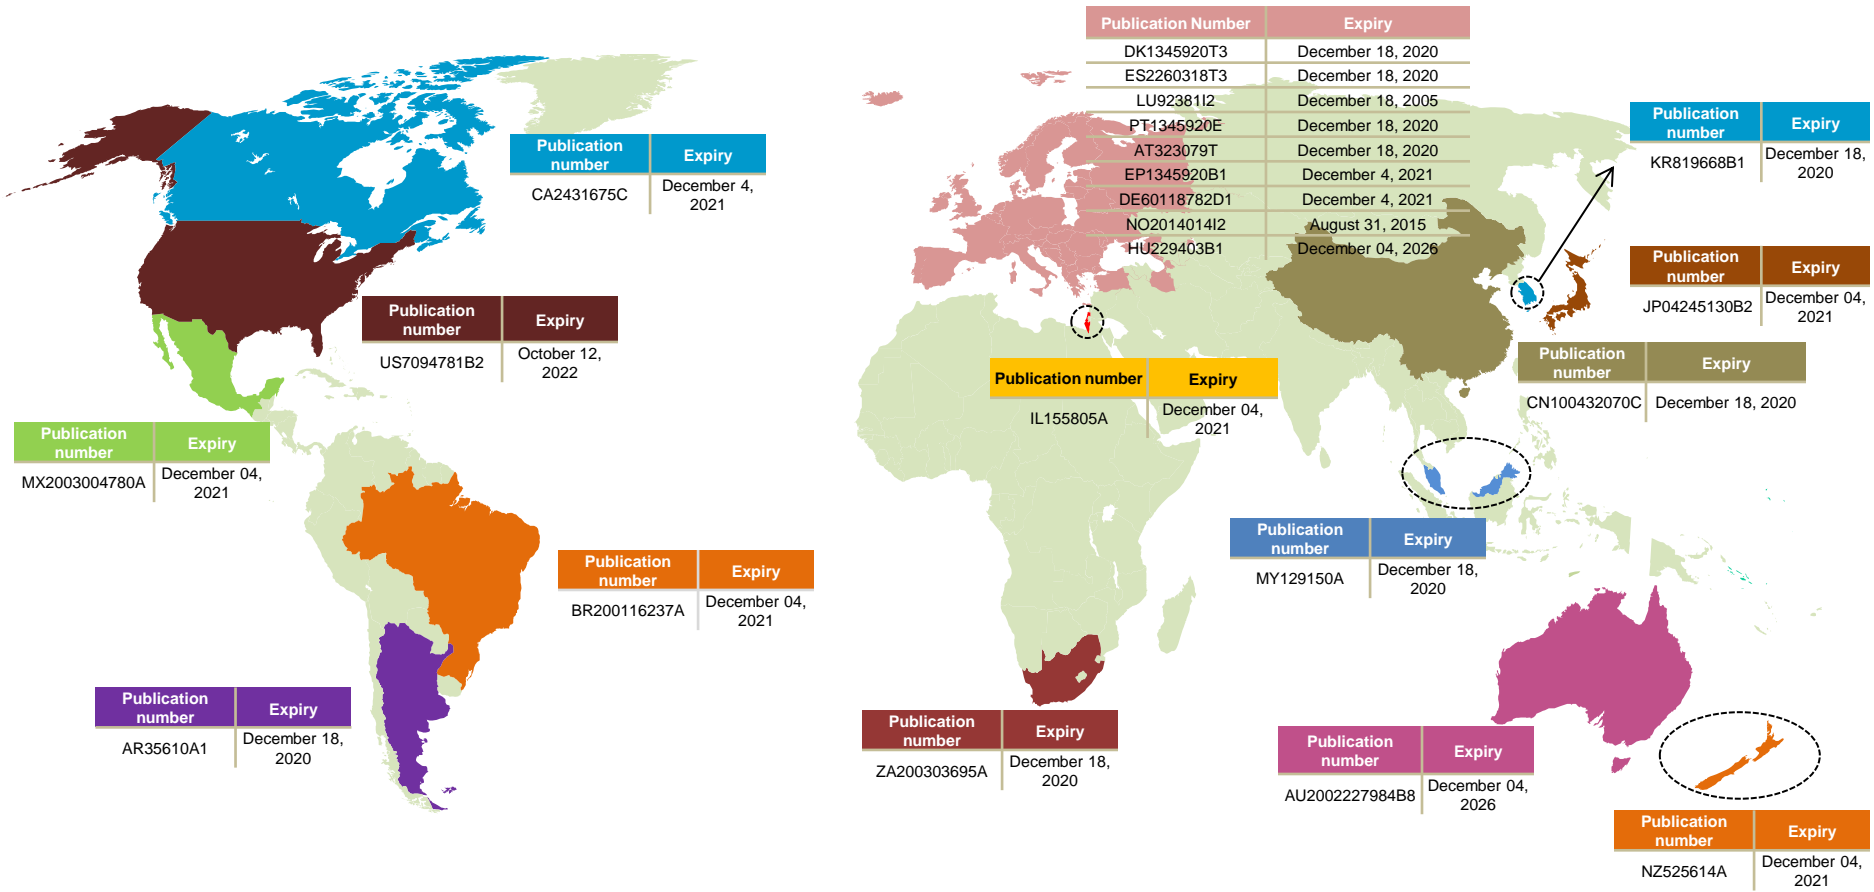 Publication Number Expiry
DK1345920T3 December 18, 2020
ES2260318T3 December 18, 2020
LU92381I2 December 18, 2005
PT1345920E December 18, 2020
AT323079T December 18, 2020
EP1345920B1 December 4, 2021
DE60118782D1 December 4, 2021
NO2014014I2 August 31, 2015
HU229403B1 December 04, 2026
Publication
number Expiry
CA2431675C December 4,
2021
Publication
number Expiry
KR819668B1 December 18,
2020
Publication
number Expiry
JP04245130B2 December 04,
2021
Publication
number Expiry
US7094781B2 October 12,
2022
Publication number Expiry
IL155805A December 04,
2021
Publication
number Expiry
CN100432070C December 18, 2020
Publication
number Expiry
MX2003004780A December 04,
2021
Publication
number Expiry
MY129150A December 18,
2020
Publication
number Expiry
BR200116237A December 04,
2021
Publication
number Expiry
AR35610A1 December 18,
2020
Publication
number Expiry
ZA200303695A December 18,
2020
Publication
number Expiry
AU2002227984B8 December 04,
2026
Publication
number Expiry
NZ525614A December 04,
2021